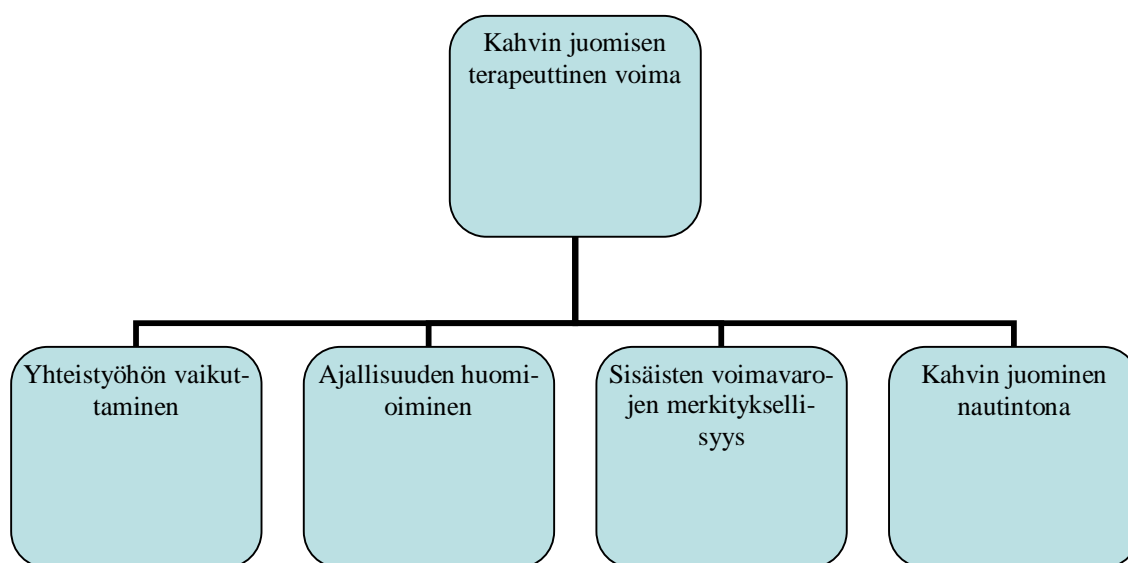 Kahvin juomisen
terapeuttinen voima
Yhteistyöhön vaikut-
taminen
Ajallisuuden huomi-
oiminen
Sisäisten voimavaro-
jen merkitykselli-
syys
Kahvin juominen
nautintona